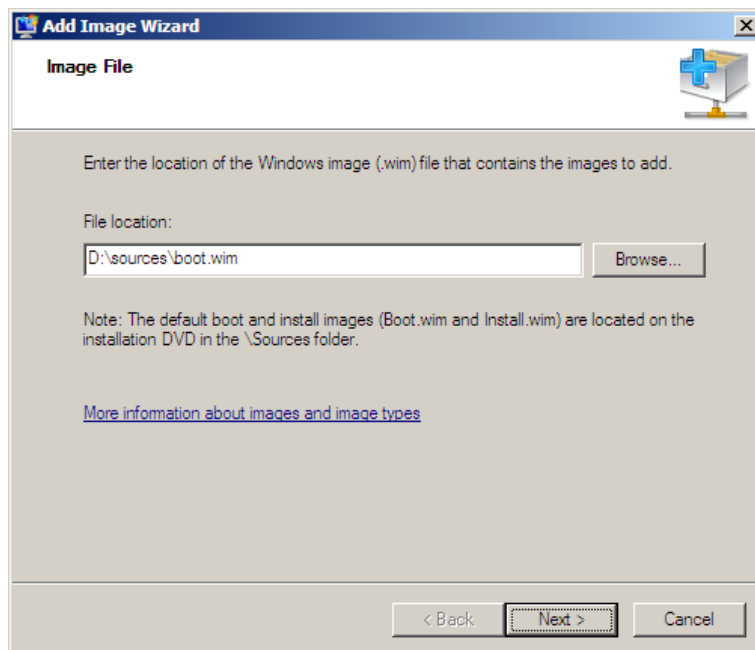 Add Image Wizard
Image File
Enter the location of the Windows image (.wim) file that contains the images to add.
File location:
D:\sources\boot.wim
Browse...
Note: The default boot and install images (Boot.wim and Install.wim) are located on the
installation DVD in the \Sources folder.
More information about images and image types
< Back
Next >
Cancel